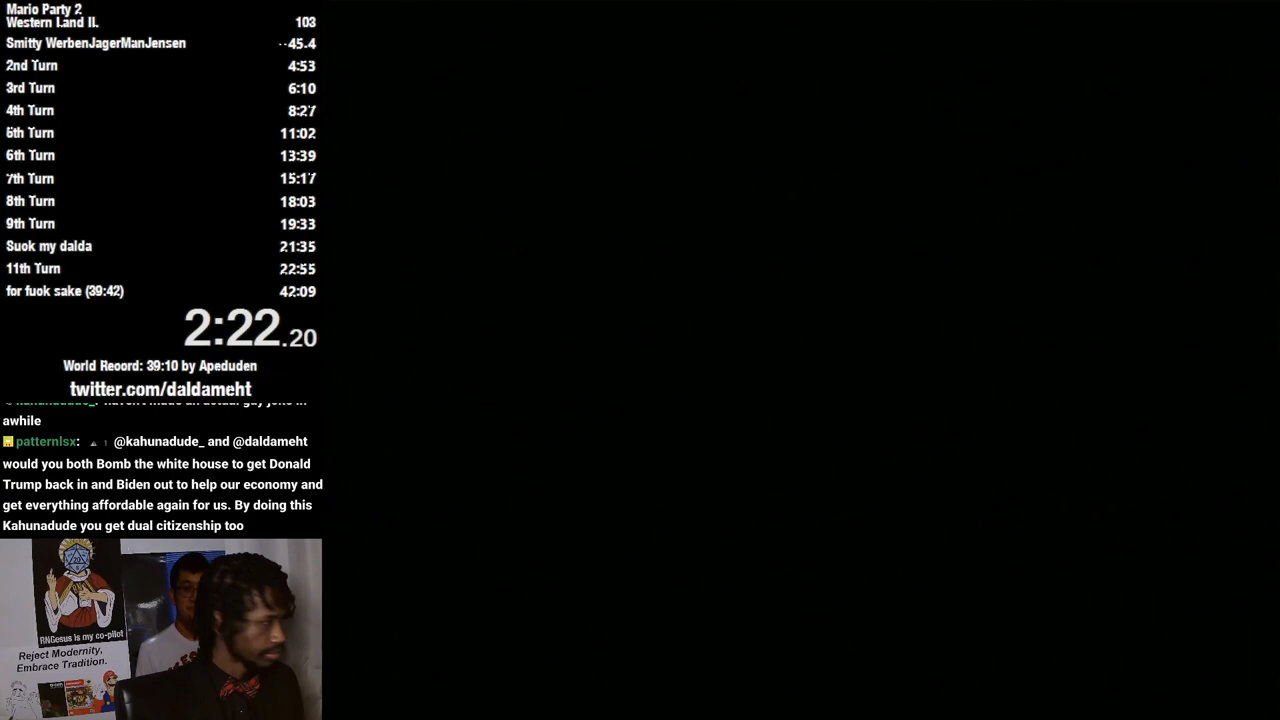 Mario Party 2
Western Land II.
103
Smitty WerbenJagerManJensen -45.4
2nd Turn 4:53
3rd Turn 6:10
4th Turn 8:27
5th Turn 11:02
6th Turn 13:39
7th Turn 15:17
8th Turn 18:03
9th Turn 19:33
Suck my dalda 21:35
11th Turn 22:55
for fuck sake (39:42) 42:09
2:22.20
World Record: 39:10 by Apeduden
twitter.com/daldameht
awhile
patternlsx: 1 @kahunadude_ and @daldameht
would you both Bomb the white house to get Donald
Trump back in and Biden out to help our economy and
get everything affordable again for us. By doing this
Kahunadude you get dual citizenship too
RNGesus is my co-pilot
Reject Modernity,
Embrace Tradition.